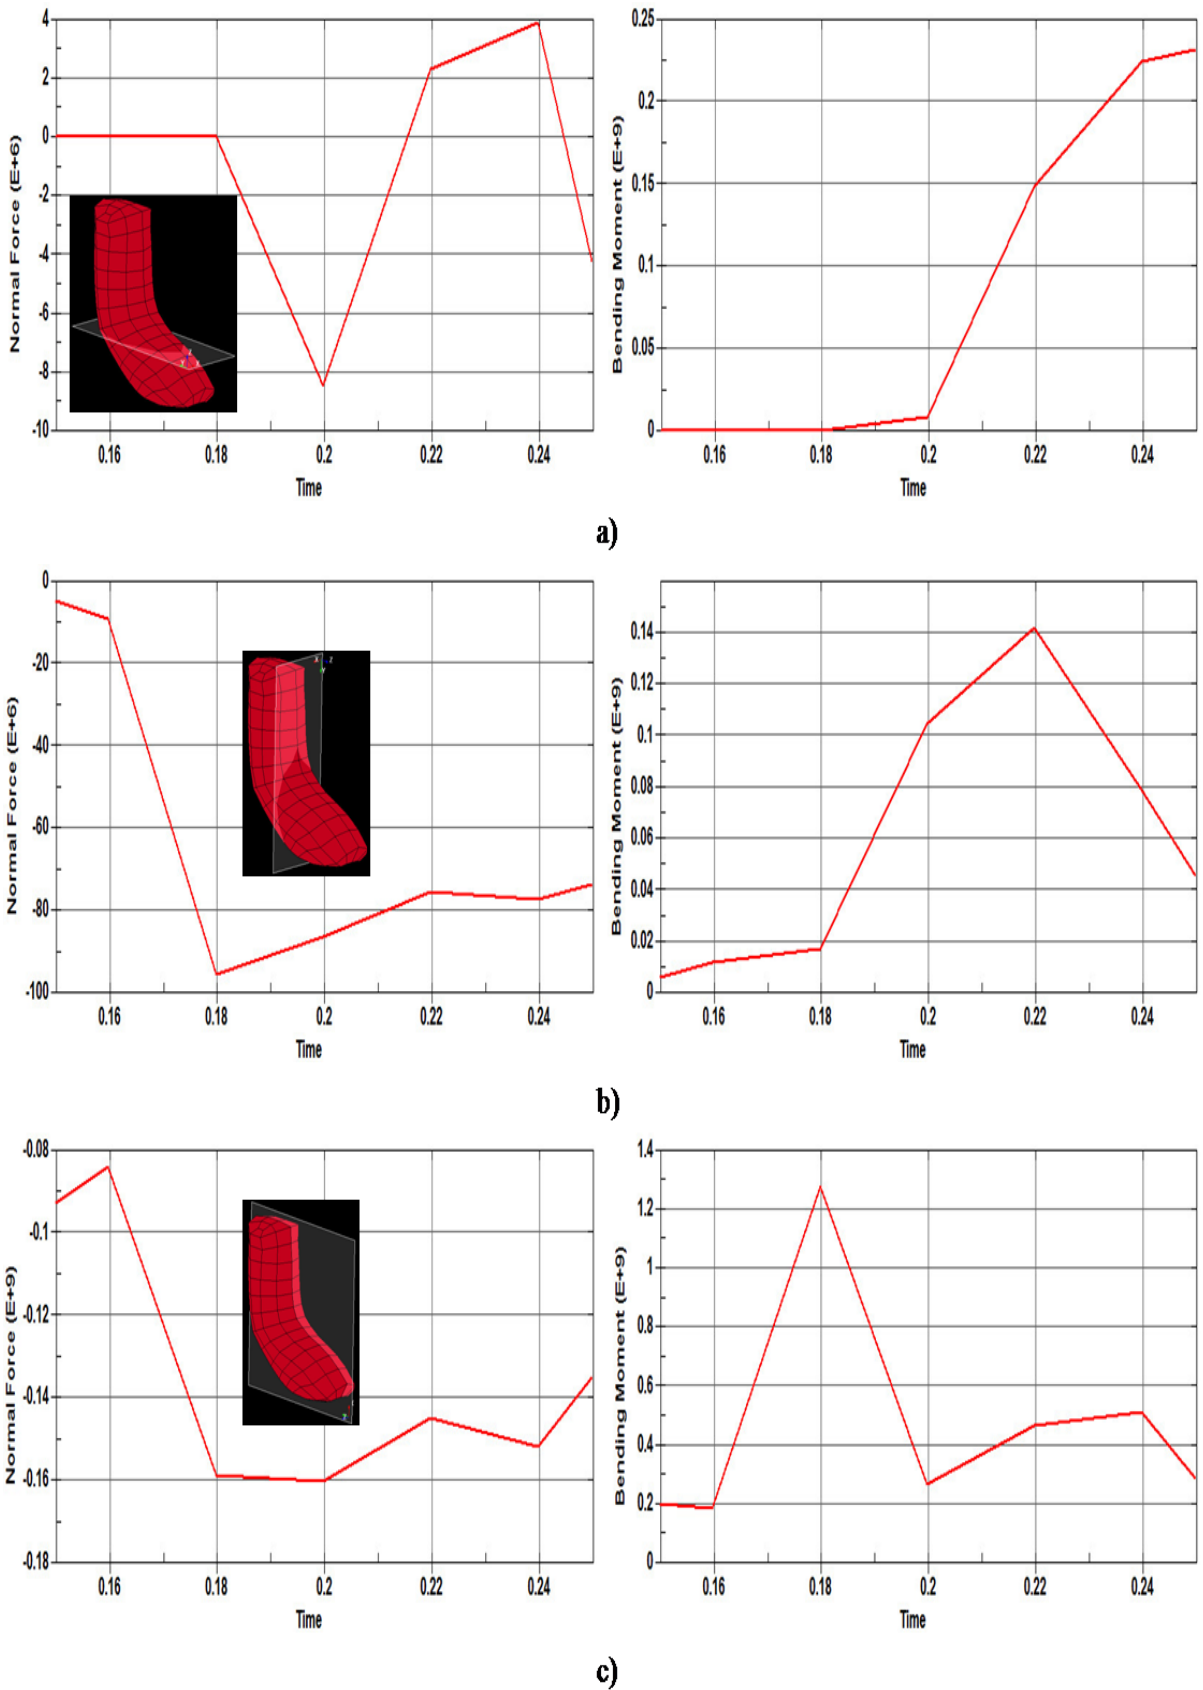 Normal Force (E+6)
4
2
0
-2
-4
-6
-8
-10
0.16 0.18 0.2 0.22 0.24
Time
Bending Moment (E+9)
0.25
0.2
0.15
0.1
0.05
0
0.16 0.18 0.2 0.22 0.24
Time
a)
Normal Force (E+6)
0
-20
-40
-60
-80
-100
0.16 0.18 0.2 0.22 0.24
Time
Bending Moment (E+9)
0.14
0.12
0.1
0.08
0.06
0.04
0.02
0
0.16 0.18 0.2 0.22 0.24
Time
b)
Normal Force (E+9)
-0.08
-0.1
-0.12
-0.14
-0.16
-0.18
0.16 0.18 0.2 0.22 0.24
Time
Bending Moment (E+9)
1.4
1.2
1
0.8
0.6
0.4
0.2
0
0.16 0.18 0.2 0.22 0.24
Time
c)